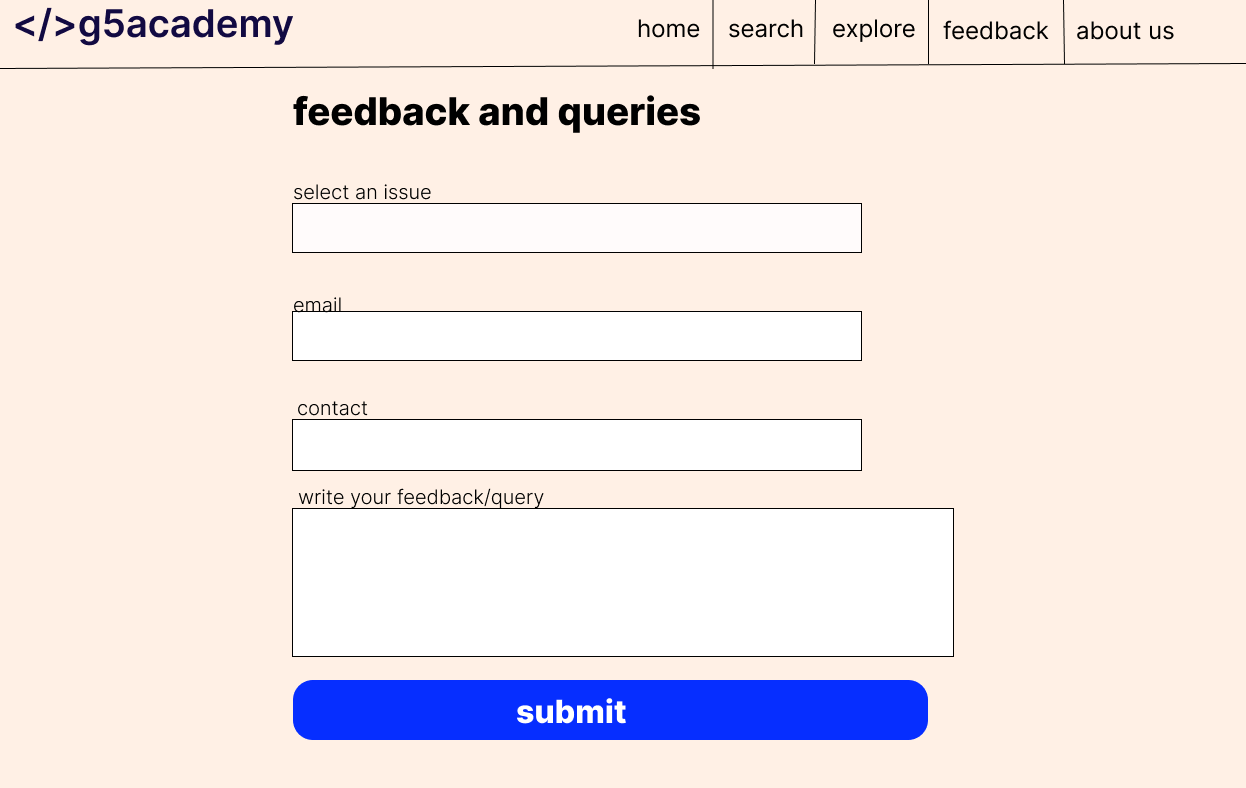 </>g5academy home search explore feedback about us
feedback and queries
select an issue
email
contact
write your feedback/query
submit